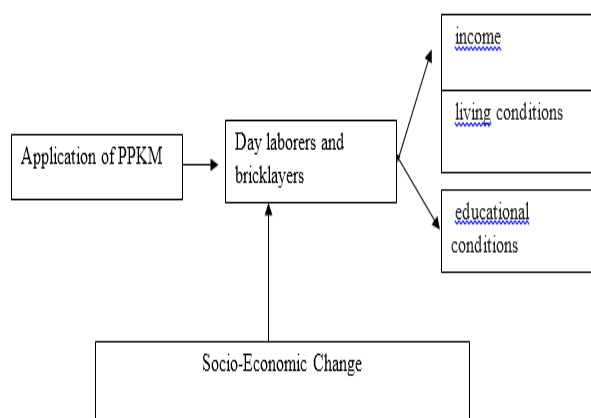 income
living conditions
Application of PPKM
Day laborers and
bricklayers
educational
conditions
Socio-Economic Change